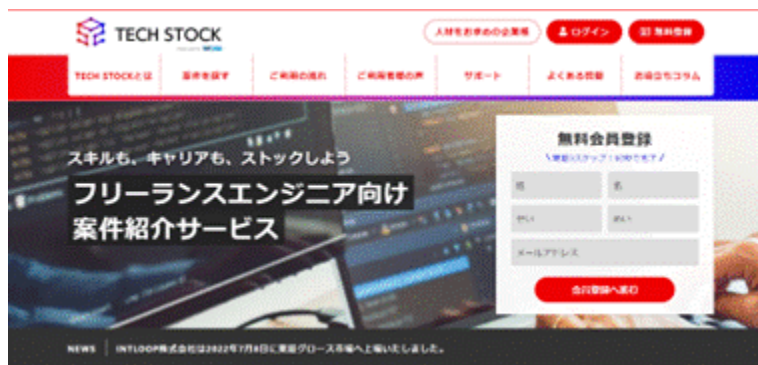 TECH STOCK
人材をお求めの企業様
ログイン
無料登録
TECH STOCKとは
案件を探す
ご利用の流れ
ご利用者様の声
サポート
よくある質問
お役立ちコラム
スキルも、キャリアも、ストックしよう
フリーランスエンジニア向け
案件紹介サービス
無料会員登録
姓
名
せい
めい
メールアドレス
会員登録へ進む
NEWS INTLOOP株式会社は2022年7月8日に東証グロース市場へ上場いたしました。